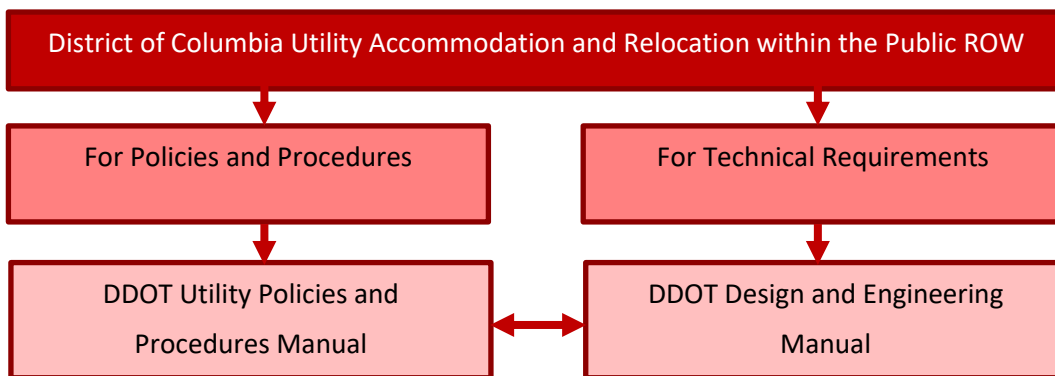 District of Columbia Utility Accommodation and Relocation within the Public ROW
For Policies and Procedures
For Technical Requirements
DDOT Utility Policies and
Procedures Manual
DDOT Design and Engineering
Manual